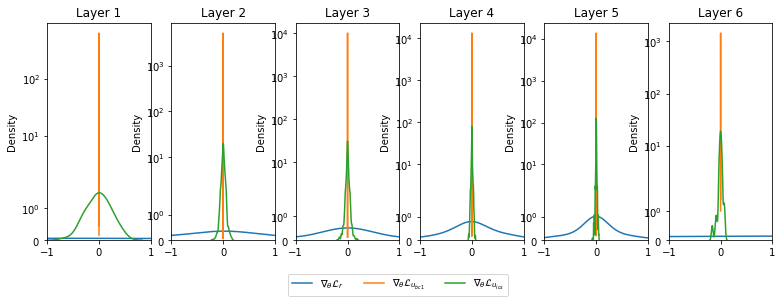 Layer 1 Layer 2 Layer 3 Layer 4 Layer 5 Layer 6
Density Density Density Density Density Density
10² 10¹ 10⁰ 0
10³ 10² 10¹ 10⁰ 0
10⁴ 10³ 10² 10¹ 10⁰ 0
10⁴ 10³ 10² 10¹ 10⁰ 0
10⁴ 10³ 10² 10¹ 10⁰ 0
10³ 10² 10¹ 10⁰ 0
−1 0 1 −1 0 1 −1 0 1 −1 0 1 −1 0 1 −1 0 1
∇θℒr ∇θℒu_bc1 ∇θℒu_ics